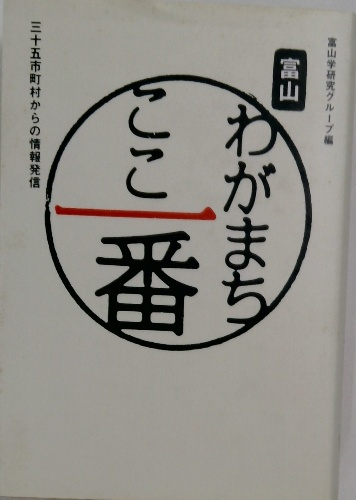 富山学研究グループ編
富山
わがまち
ここ
一番
三十五市町村からの情報発信